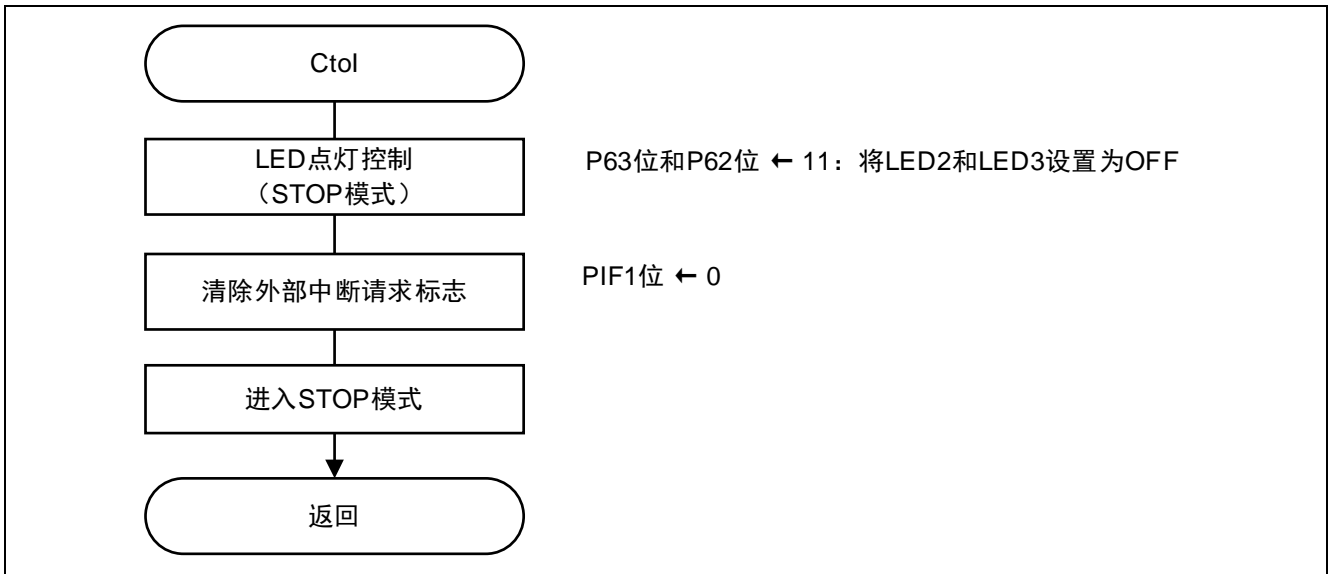 CtoI
LED点灯控制
（STOP模式）
P63位和P62位 ← 11：将LED2和LED3设置为OFF
清除外部中断请求标志
PIF1位 ← 0
进入STOP模式
返回